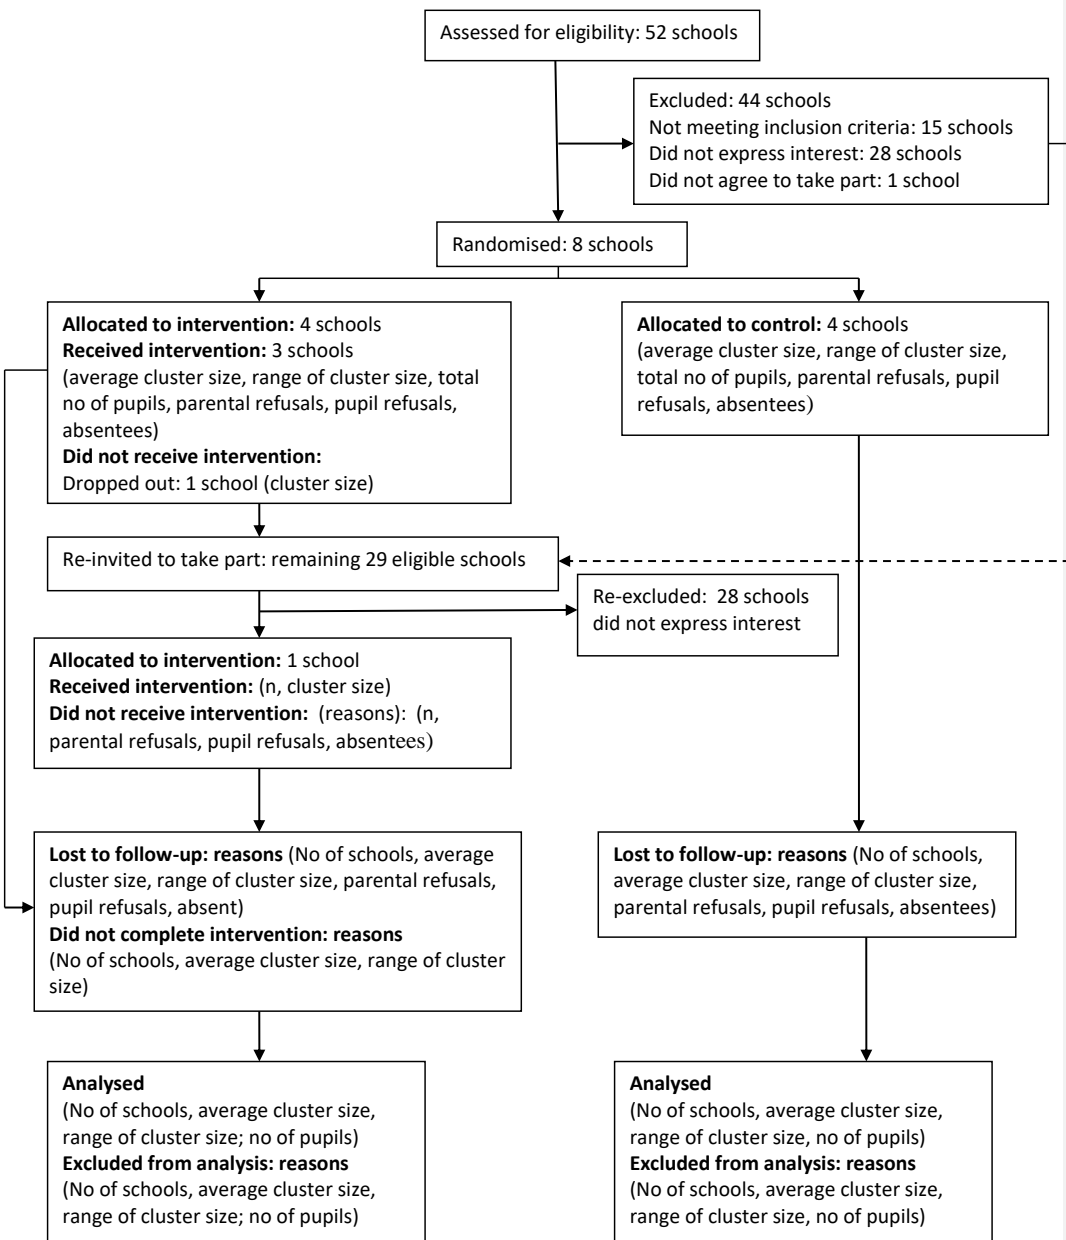 Assessed for eligibility: 52 schools
Excluded: 44 schools
Not meeting inclusion criteria: 15 schools
Did not express interest: 28 schools
Did not agree to take part: 1 school
Randomised: 8 schools
Allocated to intervention: 4 schools
Received intervention: 3 schools
(average cluster size, range of cluster size, total
no of pupils, parental refusals, pupil refusals,
absentees)
Did not receive intervention:
Dropped out: 1 school (cluster size)
Allocated to control: 4 schools
(average cluster size, range of cluster size,
total no of pupils, parental refusals, pupil
refusals, absentees)
Re-invited to take part: remaining 29 eligible schools
Re-excluded:  28 schools
did not express interest
Allocated to intervention: 1 school
Received intervention: (n, cluster size)
Did not receive intervention:  (reasons):  (n,
parental refusals, pupil refusals, absentees)
Lost to follow-up: reasons (No of schools, average
cluster size, range of cluster size, parental refusals,
pupil refusals, absent)
Did not complete intervention: reasons
(No of schools, average cluster size, range of cluster
size)
Lost to follow-up: reasons (No of schools,
average cluster size, range of cluster size,
parental refusals, pupil refusals, absentees)
Analysed
(No of schools, average cluster size,
range of cluster size; no of pupils)
Excluded from analysis: reasons
(No of schools, average cluster size,
range of cluster size; no of pupils)
Analysed
(No of schools, average cluster size,
range of cluster size, no of pupils)
Excluded from analysis: reasons
(No of schools, average cluster size,
range of cluster size, no of pupils)